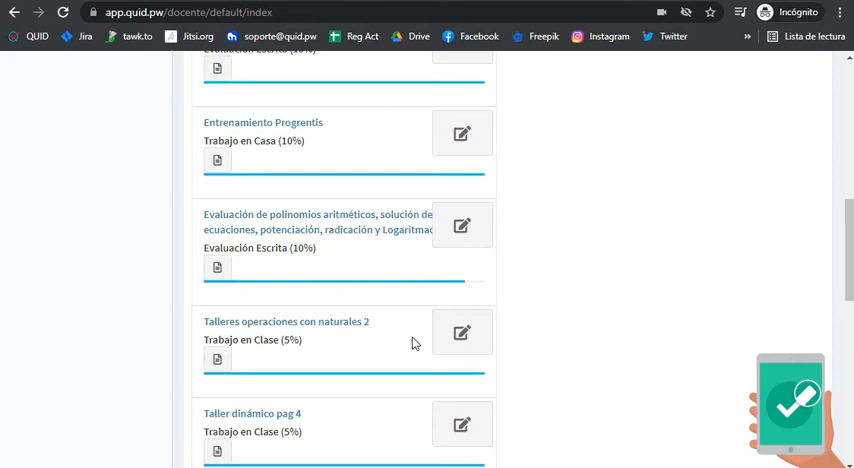 app.quid.pw/docente/default/index
Incógnito
QUID
Jira
tawk.to
Jitsi.org
soporte@quid.pw
Reg Act
Drive
Facebook
Freepik
Instagram
Twitter
»
Lista de lectura
Evaluación Escrita (10%)
Entrenamiento Progrentis
Trabajo en Casa (10%)
Evaluación de polinomios aritméticos, solución de
ecuaciones, potenciación, radicación y Logaritmac
Evaluación Escrita (10%)
Talleres operaciones con naturales 2
Trabajo en Clase (5%)
Taller dinámico pag 4
Trabajo en Clase (5%)